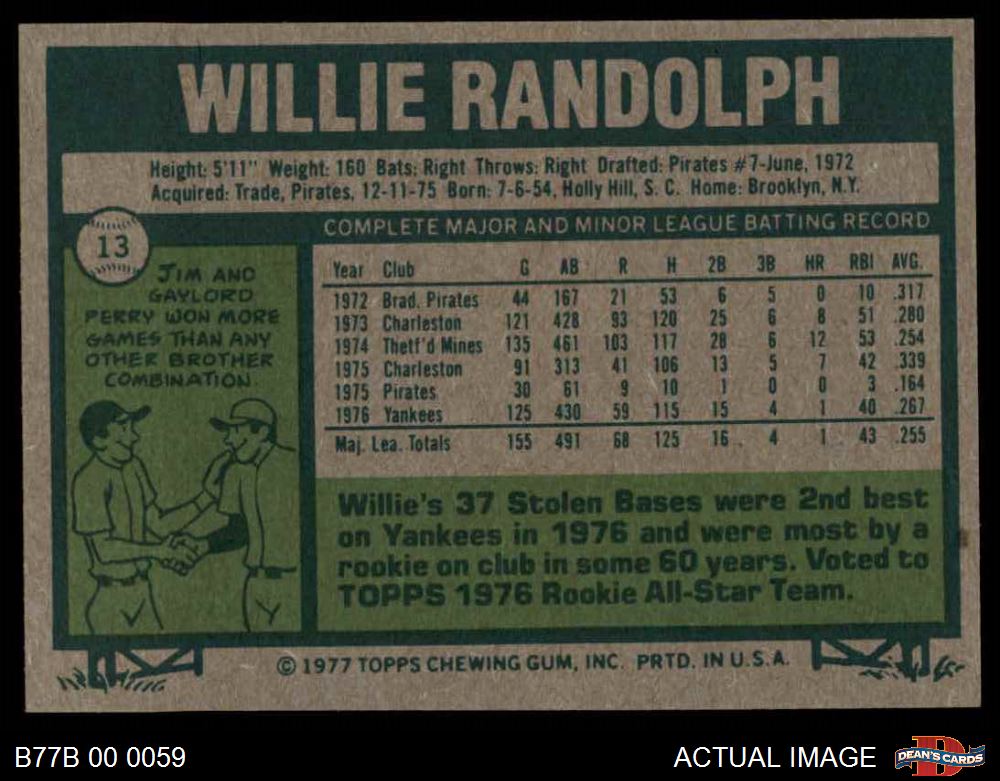 WILLIE RANDOLPH
Height: 5'11" Weight: 160 Bats: Right Throws: Right Drafted: Pirates #7-June, 1972
Acquired: Trade, Pirates, 12-11-75 Born: 7-6-54, Holly Hill, S. C. Home: Brooklyn, N.Y.
13
JIM AND
GAYLORD
PERRY WON MORE
GAMES THAN ANY
OTHER BROTHER
COMBINATION.
COMPLETE MAJOR AND MINOR LEAGUE BATTING RECORD
Year Club G AB R H 2B 3B HR RBI AVG.
1972 Brad. Pirates 44 167 21 53 6 5 0 10 .317
1973 Charleston 121 428 93 120 25 6 8 51 .280
1974 Thetf'd Mines 135 461 103 117 28 6 12 53 .254
1975 Charleston 91 313 41 106 13 5 7 42 .339
1975 Pirates 30 61 9 10 1 0 0 3 .164
1976 Yankees 125 430 59 115 15 4 1 40 .267
Maj. Lea. Totals 155 491 68 125 16 4 1 43 .255
Willie's 37 Stolen Bases were 2nd best
on Yankees in 1976 and were most by a
rookie on club in some 60 years. Voted to
TOPPS 1976 Rookie All-Star Team.
© 1977 TOPPS CHEWING GUM, INC. PRTD. IN U.S.A.
B77B 00 0059
ACTUAL IMAGE
D
DEAN'S CARDS